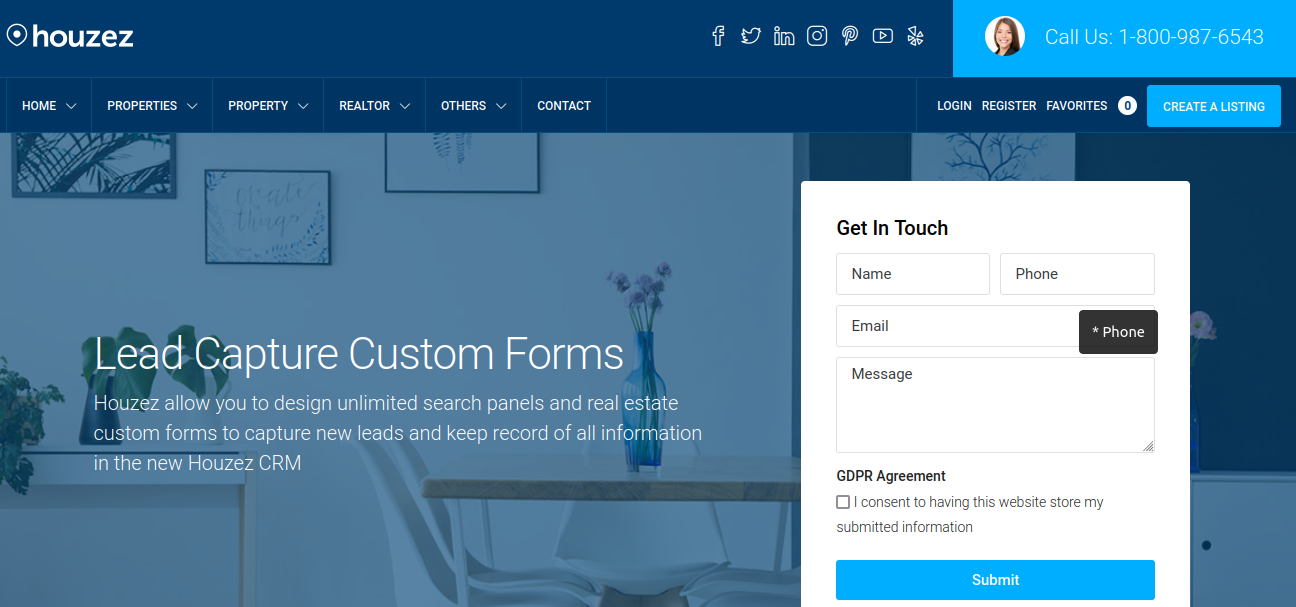 houzez
Call Us: 1-800-987-6543
HOME PROPERTIES PROPERTY REALTOR OTHERS CONTACT LOGIN REGISTER FAVORITES 0 CREATE A LISTING
create
things
Get In Touch
Name Phone
Email
* Phone
Message
Lead Capture Custom Forms
Houzez allow you to design unlimited search panels and real estate
custom forms to capture new leads and keep record of all information
in the new Houzez CRM
GDPR Agreement
I consent to having this website store my
submitted information
Submit